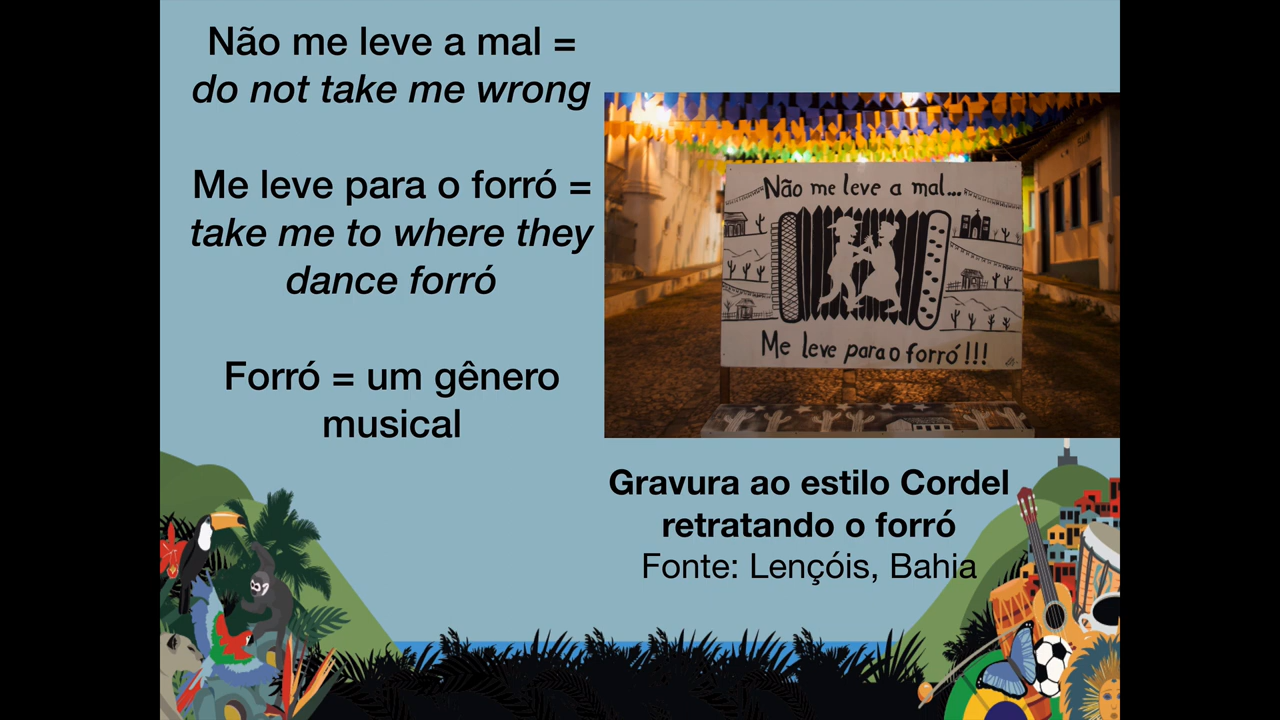 Não me leve a mal =
do not take me wrong
Me leve para o forró =
take me to where they
dance forró
Forró = um gênero
musical
Não me leve a mal...
Me leve para o forró!!!
Gravura ao estilo Cordel
retratando o forró
Fonte: Lençóis, Bahia